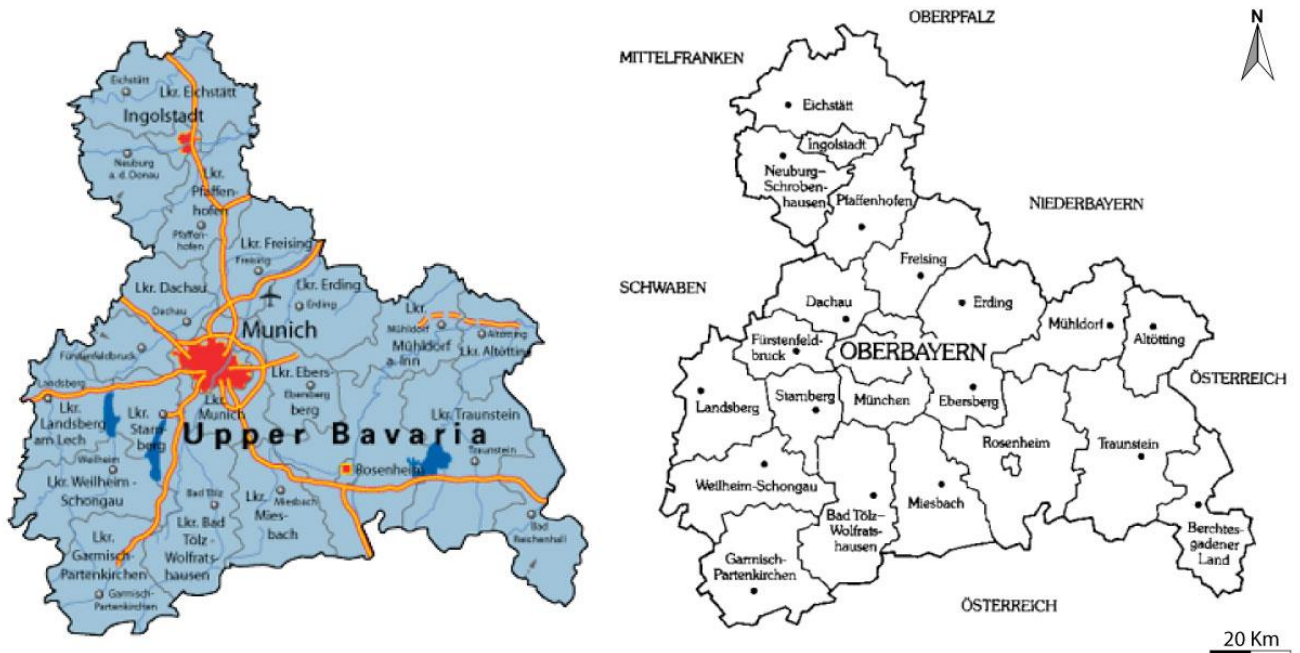 Eichstätt
Lkr. Eichstätt
Ingolstadt
Neuburg
a. d. Donau
Lkr.
Pfaffen-
hofen
Pfaffen-
hofen
Lkr. Freising
Freising
Lkr. Dachau
Lkr. Erding
Erding
Dachau
Munich
Lkr.
Mühldorf
Mühldorf
a. Inn
Altötting
Lkr. Altötting
Fürstenfeldbruck
Lkr. Ebers-
berg
Ebersberg
Landsberg
Lkr.
Landsberg
am Lech
Lkr.
Starn-
berg
Lkr.
Munich
Lkr. Traunstein
Upper Bavaria
Traunstein
Weilheim
Rosenheim
Lkr. Weilheim -
Schongau
Bad Tölz
Lkr.
Miesbach
Mies-
bach
Lkr. Bad
Tölz -
Wolfrats-
hausen
Bad
Reichenhall
Lkr.
Garmisch-
Partenkirchen
Garmisch-
Partenkirchen
OBERPFALZ
N
MITTELFRANKEN
Eichstätt
Ingolstadt
Neuburg-
Schroben-
hausen
Pfaffenhofen
NIEDERBAYERN
Freising
SCHWABEN
Dachau
Erding
Mühldorf
Altötting
Fürstenfeld-
bruck
OBERBAYERN
ÖSTERREICH
Landsberg
Starnberg
München
Ebersberg
Rosenheim
Traunstein
Weilheim-Schongau
Miesbach
Bad Tölz-
Wolfrats-
hausen
Berchtes-
gadener
Land
Garmisch-
Partenkirchen
ÖSTERREICH
20 Km